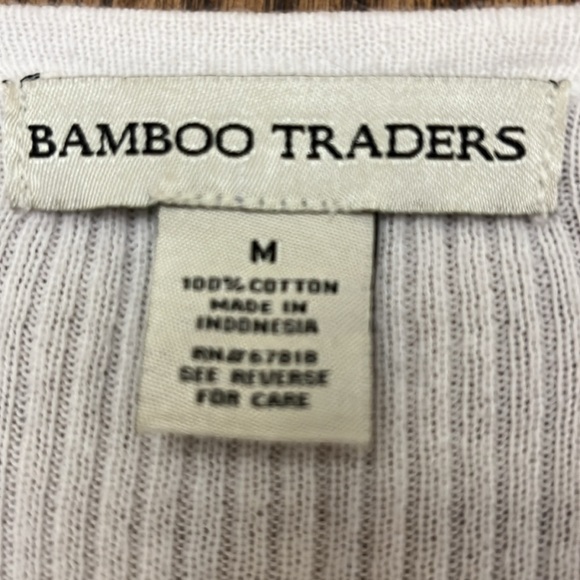 BAMBOO TRADERS
M
100% COTTON
MADE IN
INDONESIA
RN#67818
SEE REVERSE
FOR CARE